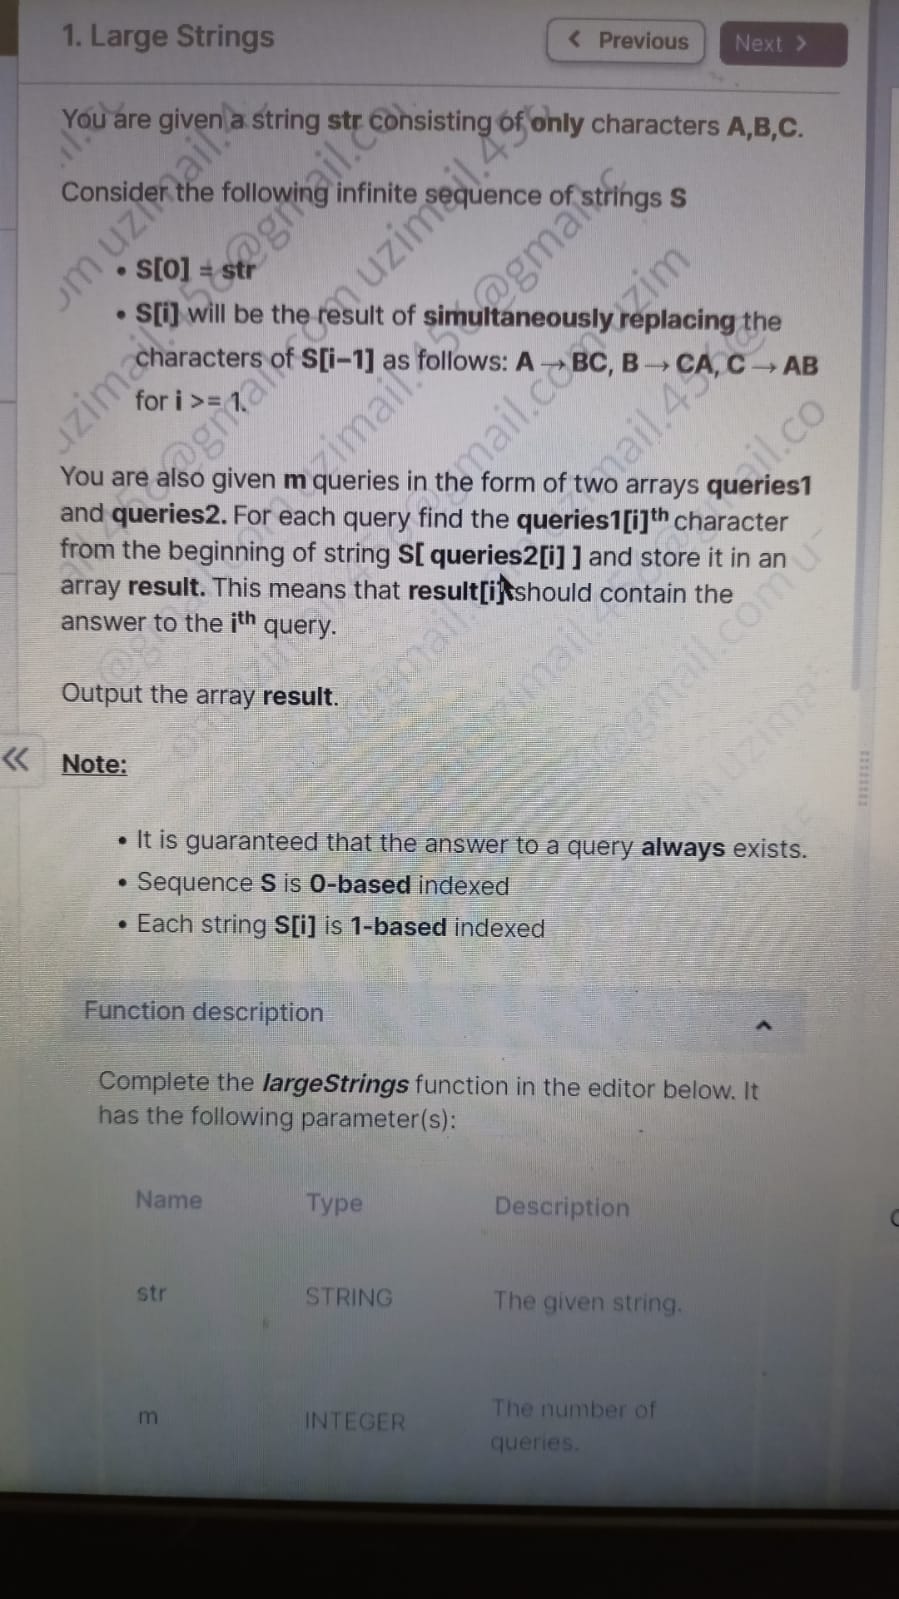 1. Large Strings
Previous
Next
You are given a string str consisting of only characters A,B,C.
Consider the following infinite sequence of strings S
• S[0] = str
• S[i] will be the result of simultaneously replacing the
characters of S[i-1] as follows: A → BC, B → CA, C → AB
for i >= 1.
You are also given m queries in the form of two arrays queries1
and queries2. For each query find the queries1[i]th character
from the beginning of string S[ queries2[i] ] and store it in an
array result. This means that result[i] should contain the
answer to the ith query.
Output the array result.
Note:
• It is guaranteed that the answer to a query always exists.
• Sequence S is 0-based indexed
• Each string S[i] is 1-based indexed
Function description
Complete the largeStrings function in the editor below. It
has the following parameter(s):
Name Type Description
str STRING The given string.
m INTEGER The number of
queries.